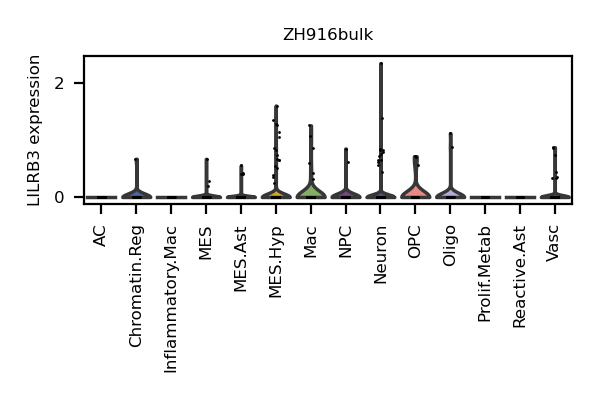 ZH916bulk
LILRB3 expression
2
0
AC
Chromatin.Reg
Inflammatory.Mac
MES
MES.Ast
MES.Hyp
Mac
NPC
Neuron
OPC
Oligo
Prolif.Metab
Reactive.Ast
Vasc